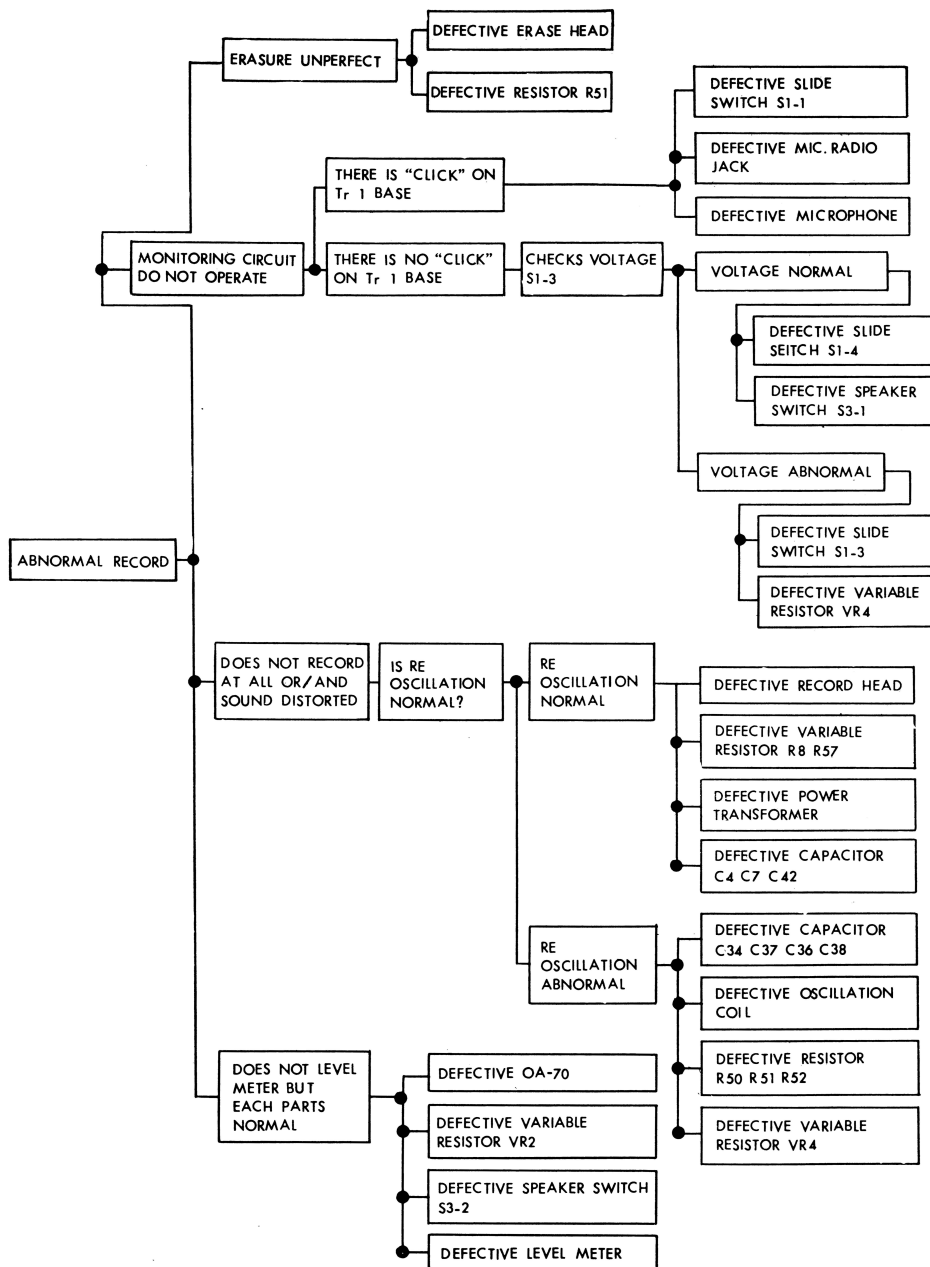 DEFECTIVE ERASE HEAD
ERASURE UNPERFECT
DEFECTIVE RESISTOR R51
DEFECTIVE SLIDE
SWITCH S1-1
DEFECTIVE MIC. RADIO
JACK
THERE IS "CLICK" ON
Tr 1 BASE
DEFECTIVE MICROPHONE
MONITORING CIRCUIT
DO NOT OPERATE
THERE IS NO "CLICK"
ON Tr 1 BASE
CHECKS VOLTAGE
S1-3
VOLTAGE NORMAL
DEFECTIVE SLIDE
SEITCH S1-4
DEFECTIVE SPEAKER
SWITCH S3-1
VOLTAGE ABNORMAL
DEFECTIVE SLIDE
SWITCH S1-3
DEFECTIVE VARIABLE
RESISTOR VR4
ABNORMAL RECORD
DOES NOT RECORD
AT ALL OR/AND
SOUND DISTORTED
IS RE
OSCILLATION
NORMAL?
RE
OSCILLATION
NORMAL
DEFECTIVE RECORD HEAD
DEFECTIVE VARIABLE
RESISTOR R8 R57
DEFECTIVE POWER
TRANSFORMER
DEFECTIVE CAPACITOR
C4 C7 C42
RE
OSCILLATION
ABNORMAL
DEFECTIVE CAPACITOR
C34 C37 C36 C38
DEFECTIVE OSCILLATION
COIL
DEFECTIVE RESISTOR
R50 R51 R52
DEFECTIVE VARIABLE
RESISTOR VR4
DOES NOT LEVEL
METER BUT
EACH PARTS
NORMAL
DEFECTIVE OA-70
DEFECTIVE VARIABLE
RESISTOR VR2
DEFECTIVE SPEAKER SWITCH
S3-2
DEFECTIVE LEVEL METER